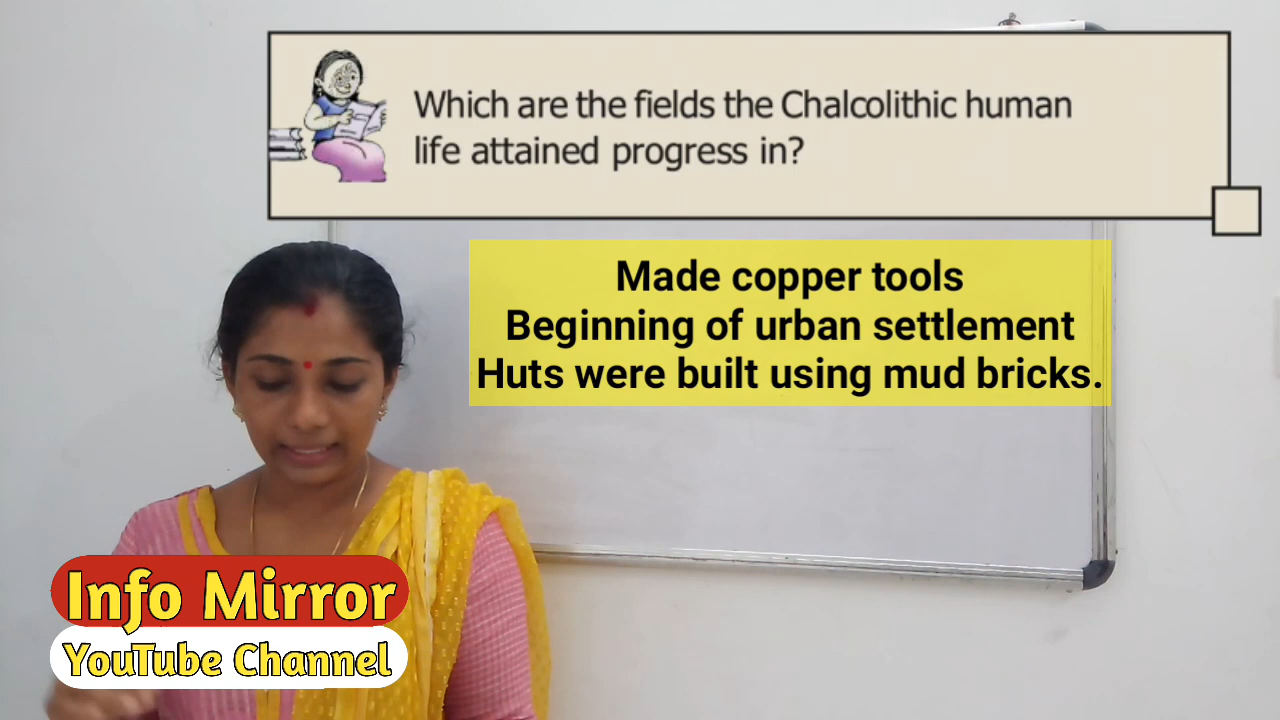 Which are the fields the Chalcolithic human
life attained progress in?
Made copper tools
Beginning of urban settlement
Huts were built using mud bricks.
Info Mirror
YouTube Channel